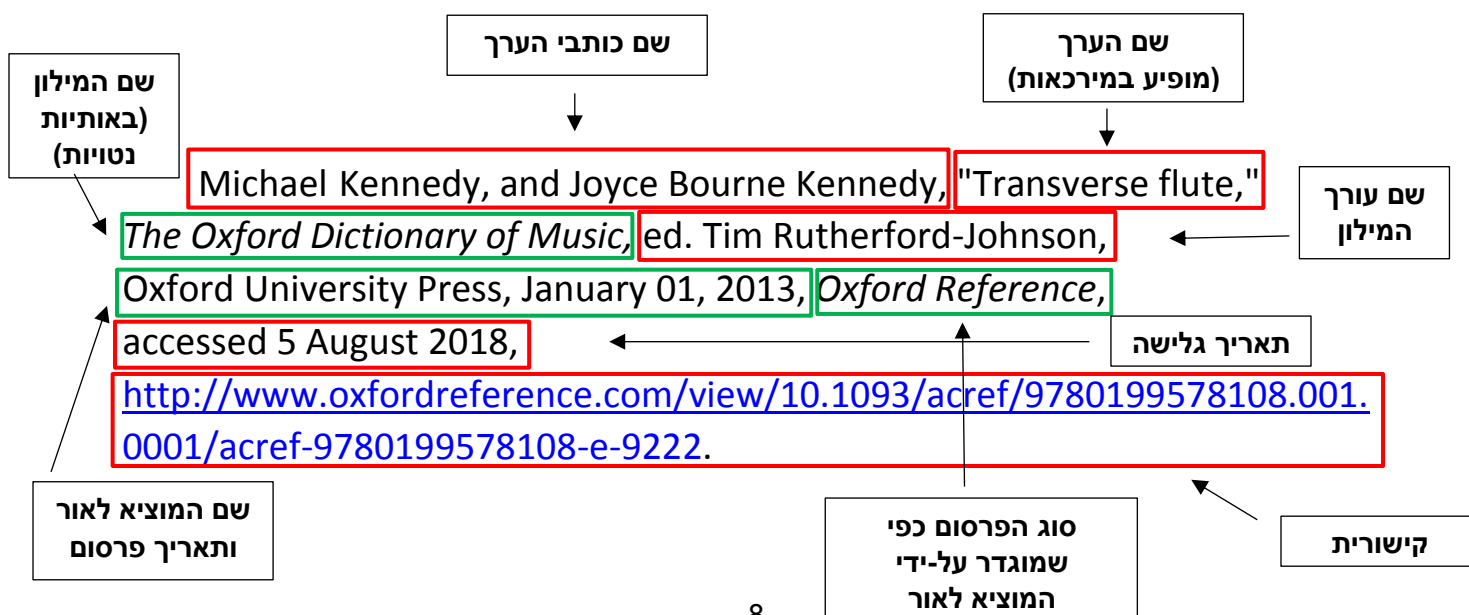 שם כותבי הערך
שם הערך
(מופיע במירכאות)
שם המילון
(באותיות
נטויות)
Michael Kennedy, and Joyce Bourne Kennedy, "Transverse flute,"
The Oxford Dictionary of Music, ed. Tim Rutherford-Johnson,
שם עורך
המילון
Oxford University Press, January 01, 2013, Oxford Reference,
accessed 5 August 2018,
תאריך גלישה
http://www.oxfordreference.com/view/10.1093/acref/9780199578108.001.
0001/acref-9780199578108-e-9222.
שם המוציא לאור
ותאריך פרסום
סוג הפרסום כפי
שמוגדר על-ידי
המוציא לאור
קישורית
8